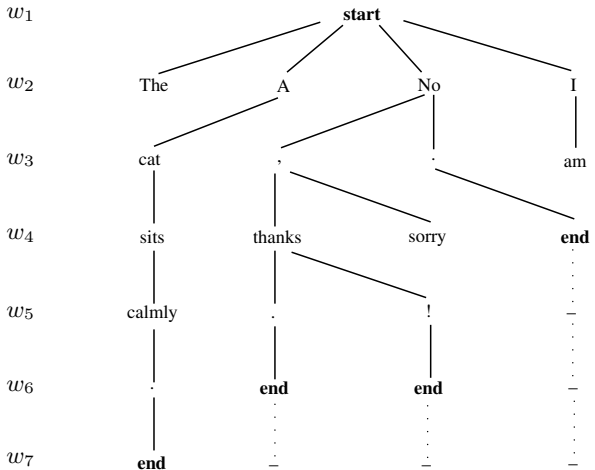 w1 start
w2 The A No I
w3 cat , . am
w4 sits thanks sorry end
w5 calmly . ! –
w6 . end end –
w7 end – – –